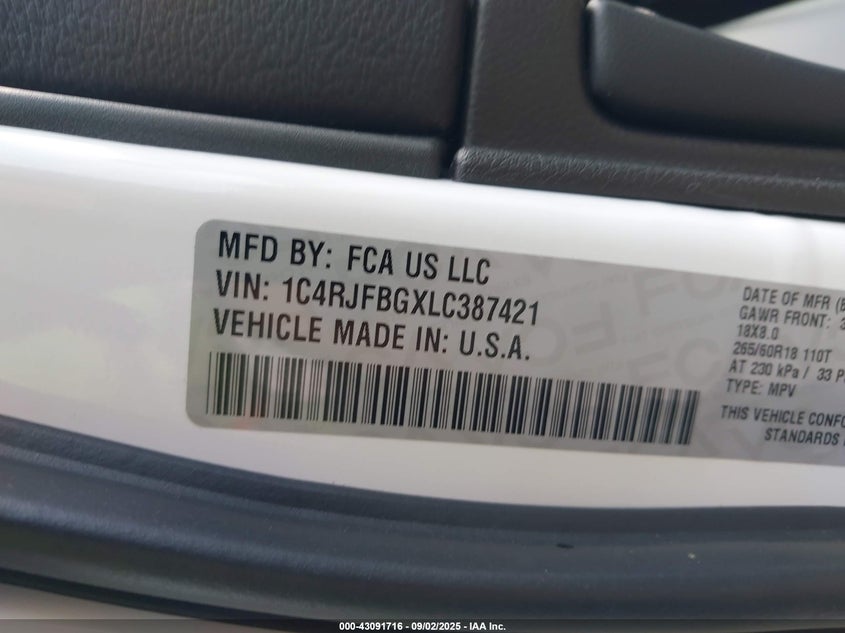 MFD BY: FCA US LLC
VIN: 1C4RJFBGXLC387421
VEHICLE MADE IN: U.S.A.
DATE OF MFR
GAWR FRONT:
18X8.0
265/60R18 110T
AT 230 kPa / 33
TYPE: MPV
THIS VEHICLE
STANDARDS
000-43091716 - 09/02/2025 - IAA Inc.